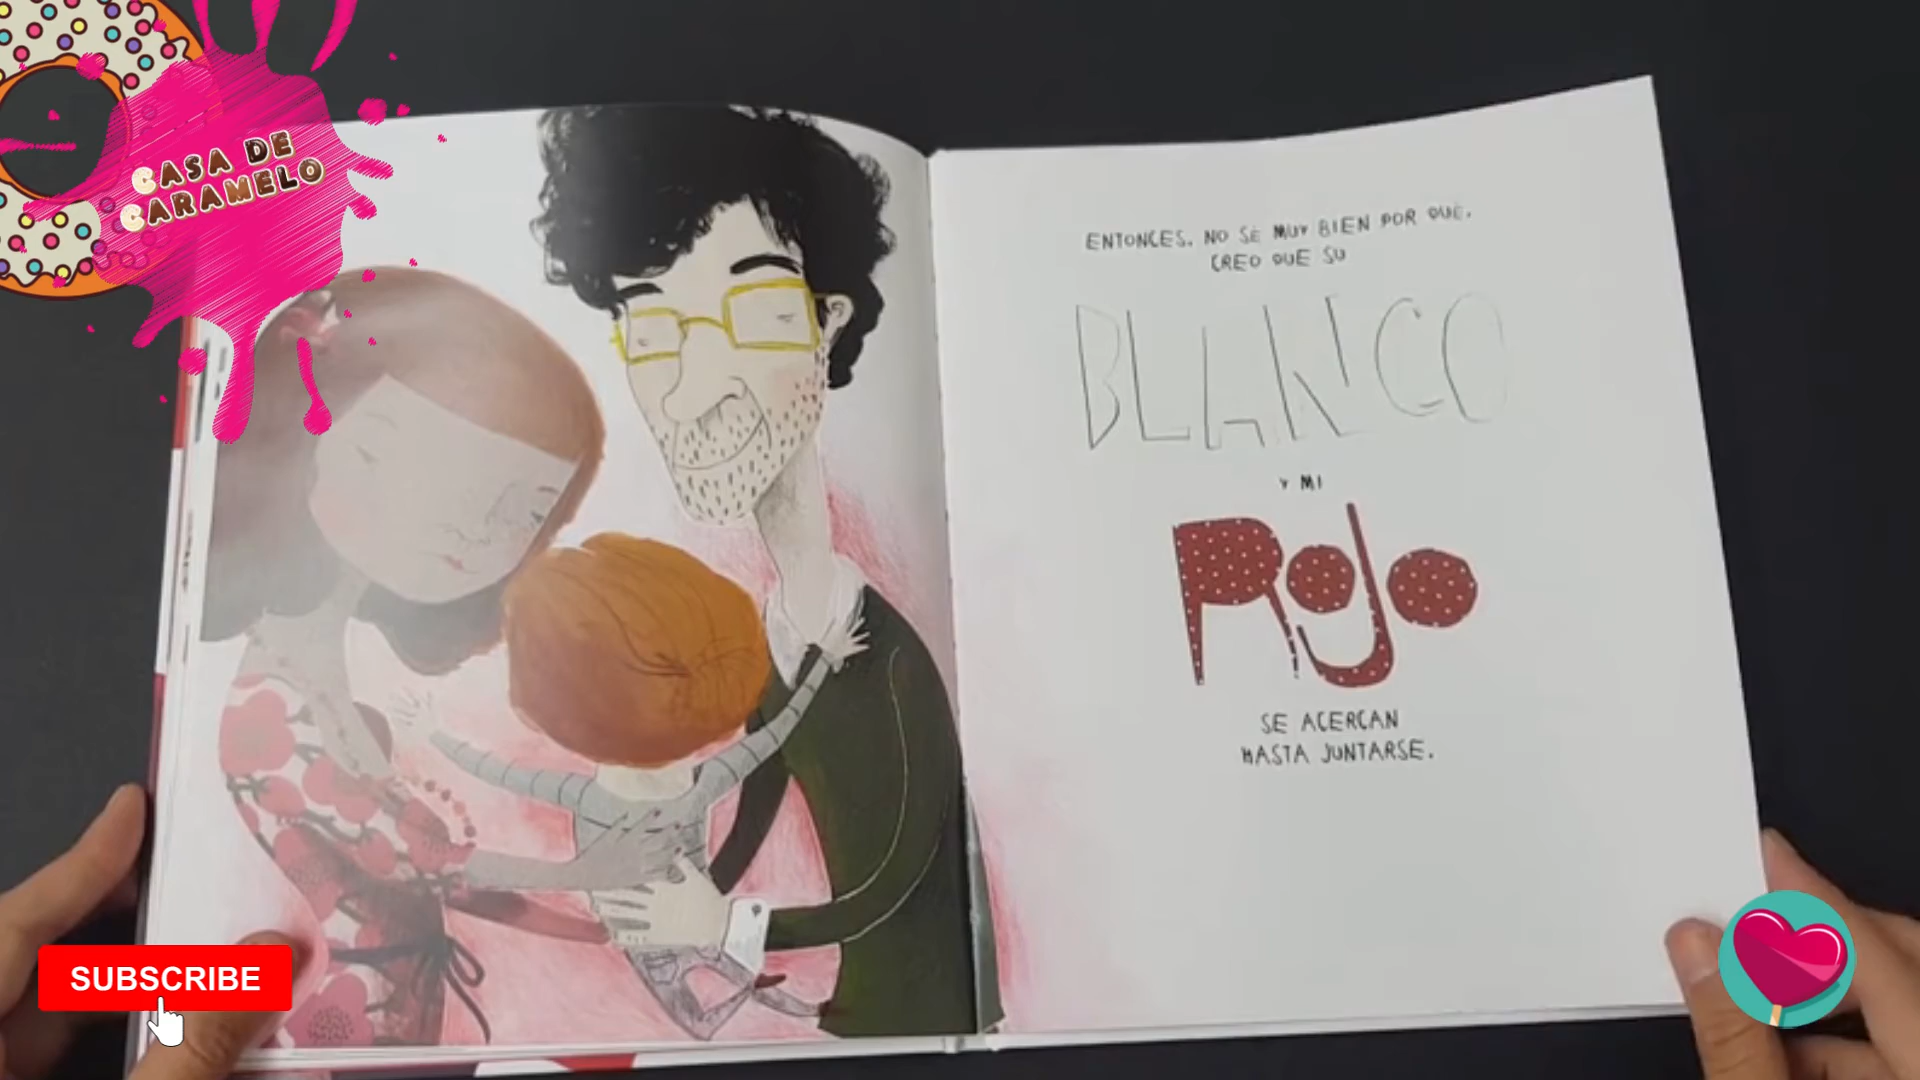 CASA DE
CARAMELO
ENTONCES, NO SÉ MUY BIEN POR QUÉ,
CREO QUE SU
BLANCO
Y MI
ROJO
SE ACERCAN
HASTA JUNTARSE.
SUBSCRIBE